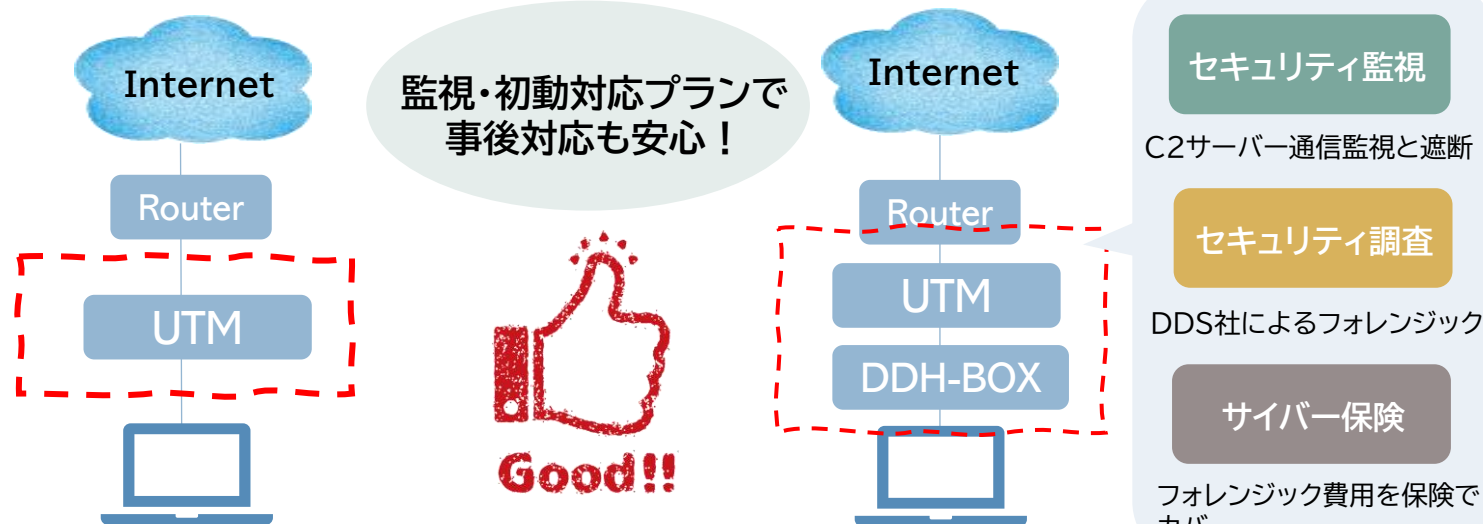 Internet
Router
UTM
監視・初動対応プランで
事後対応も安心！
Good!!
Internet
Router
UTM
DDH-BOX
セキュリティ監視
C2サーバー通信監視と遮断
セキュリティ調査
DDS社によるフォレンジック
サイバー保険
フォレンジック費用を保険で
カバー